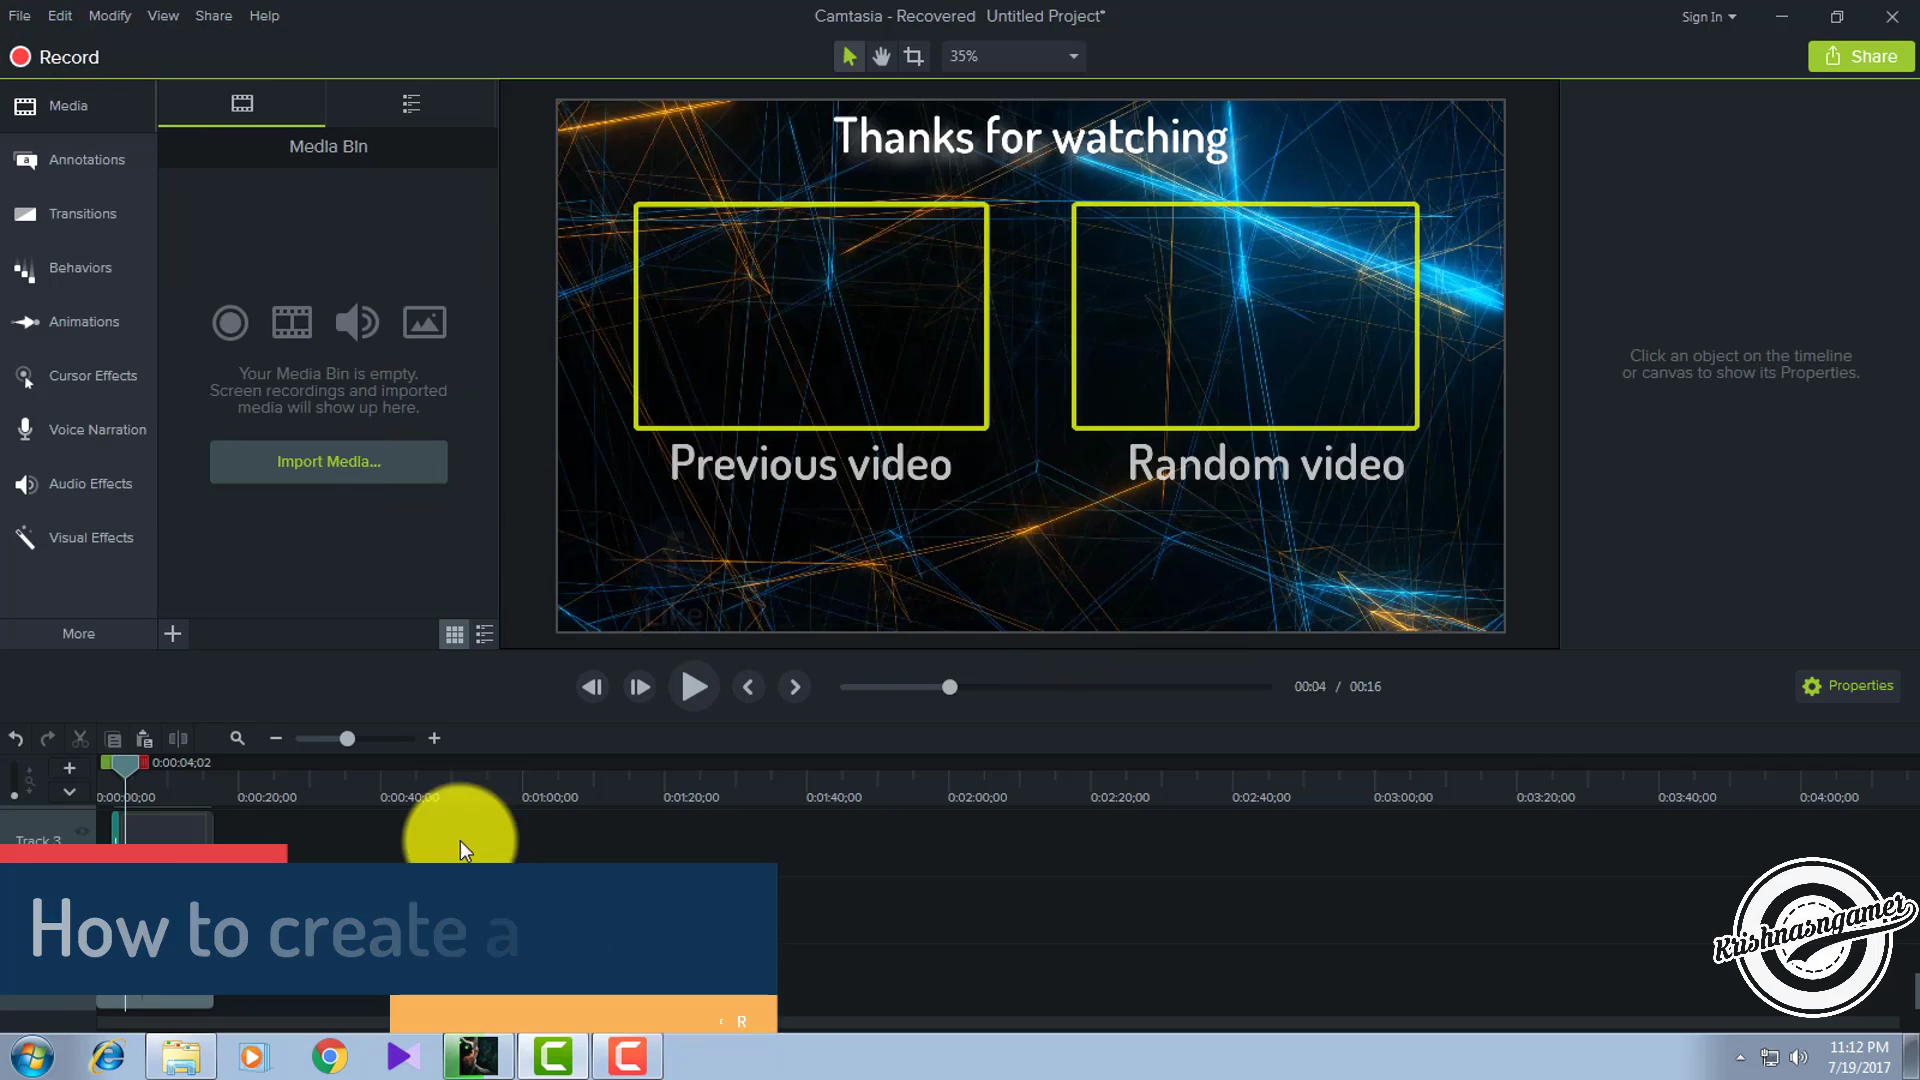 File Edit Modify View Share Help
Camtasia - Recovered Untitled Project*
Sign In
Record
35%
Share
Media
Annotations
Transitions
Behaviors
Animations
Cursor Effects
Voice Narration
Audio Effects
Visual Effects
More
Media Bin
Your Media Bin is empty.
Screen recordings and imported
media will show up here.
Import Media...
Thanks for watching
Previous video
Random video
Like
Click an object on the timeline
or canvas to show its Properties.
00:04 / 00:16
Properties
0:00:04;02
0:00:00;00 0:00:20;00 0:00:40;00 0:01:00;00 0:01:20;00 0:01:40;00 0:02:00;00 0:02:20;00 0:02:40;00 0:03:00;00 0:03:20;00 0:03:40;00 0:04:00;00
Track 3
How to create a
R
Krishnasngamer
11:12 PM
7/19/2017